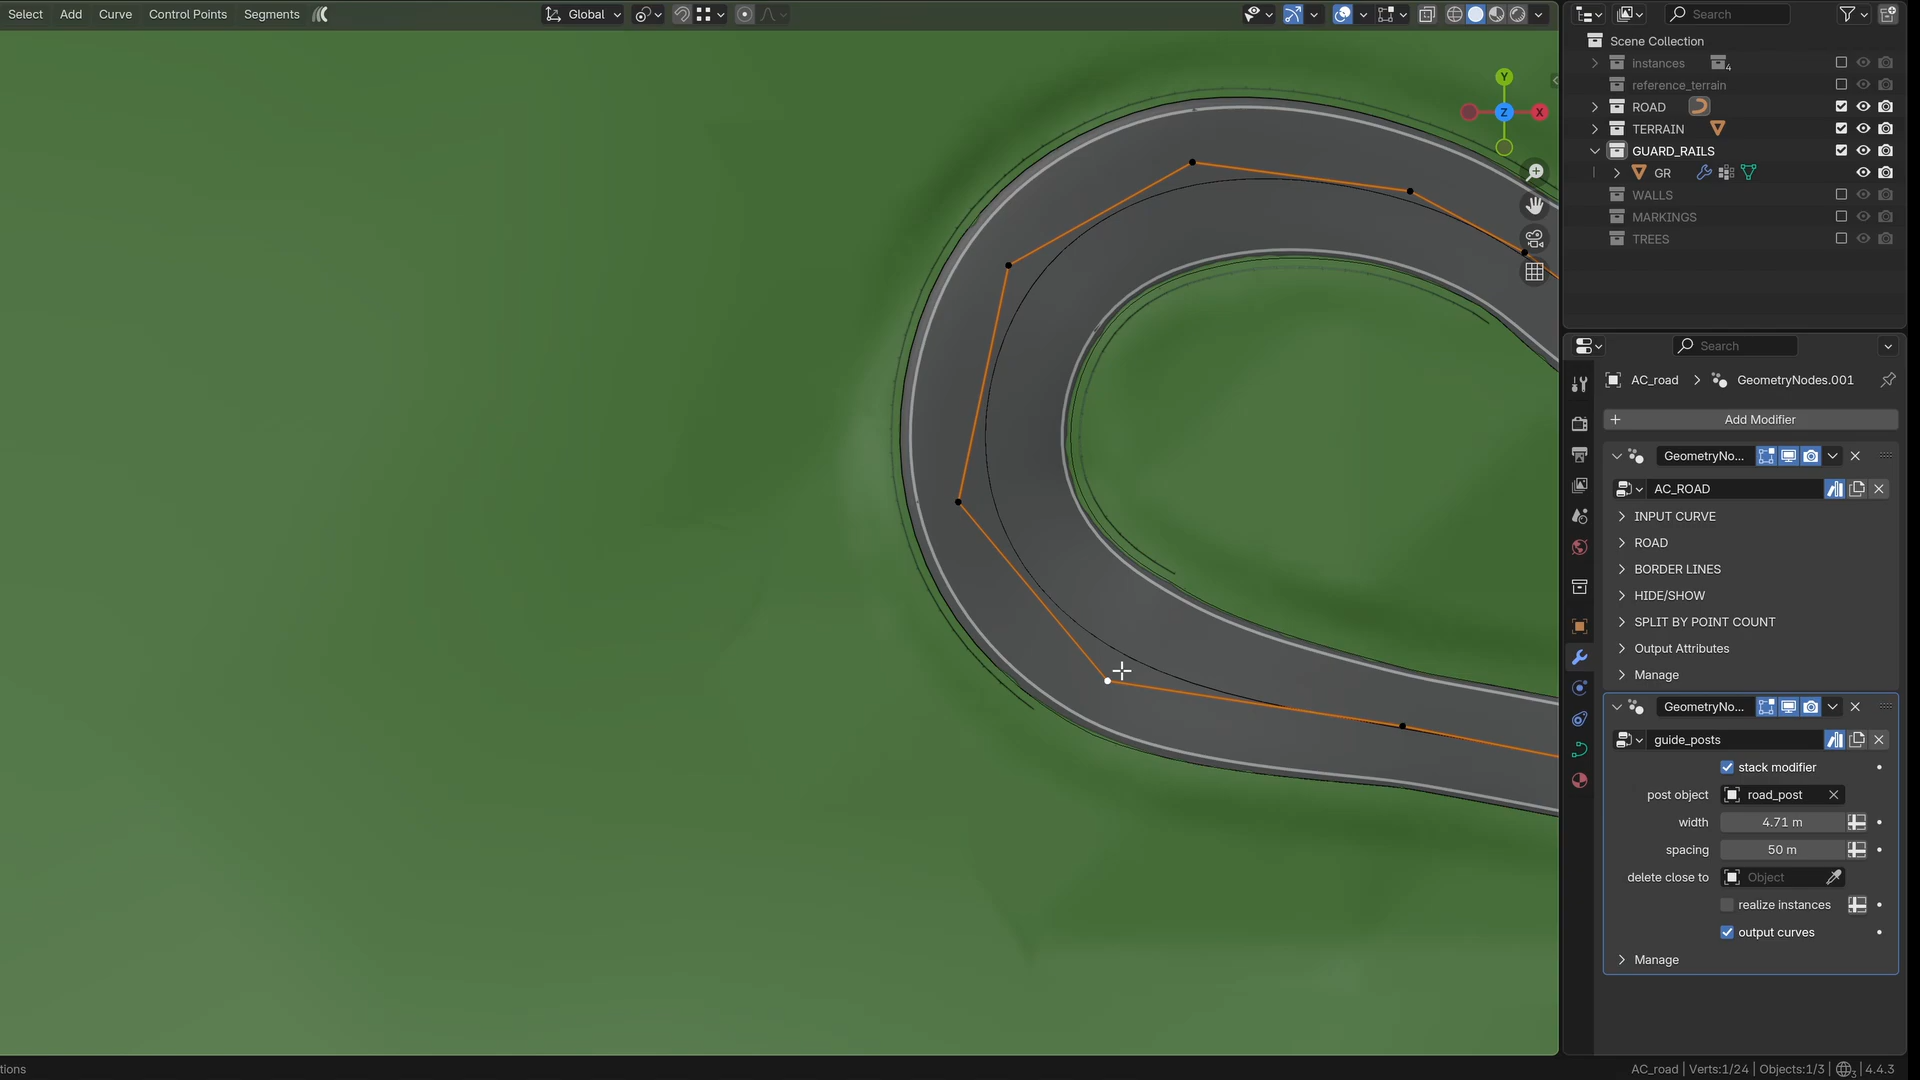 Select Add Curve Control Points Segments Global
Y
X
Z
Search
Scene Collection
instances 4
reference_terrain
ROAD
TERRAIN
GUARD_RAILS
GR
WALLS
MARKINGS
TREES
Search
AC_road > GeometryNodes.001
+ Add Modifier
GeometryNo...
AC_ROAD
INPUT CURVE
ROAD
BORDER LINES
HIDE/SHOW
SPLIT BY POINT COUNT
Output Attributes
Manage
GeometryNo...
guide_posts
stack modifier
post object road_post
width 4.71 m
spacing 50 m
delete close to Object
realize instances
output curves
Manage
tions
AC_road | Verts:1/24 | Objects:1/3 | 3 | 4.4.3